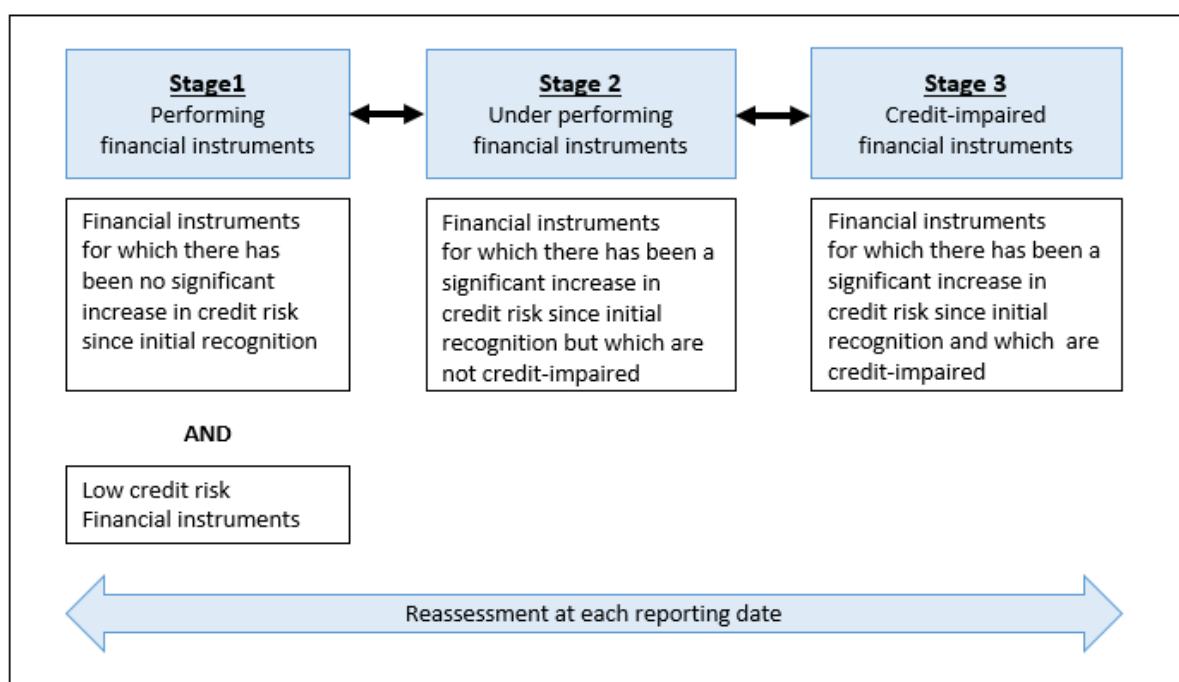 Stage1
Performing
financial instruments
Stage 2
Under performing
financial instruments
Stage 3
Credit-impaired
financial instruments
Financial instruments
for which there has
been no significant
increase in credit risk
since initial recognition
Financial instruments
for which there has been a
significant increase in
credit risk since initial
recognition but which are
not credit-impaired
Financial instruments
for which there has been a
significant increase in
credit risk since initial
recognition and which are
credit-impaired
AND
Low credit risk
Financial instruments
Reassessment at each reporting date